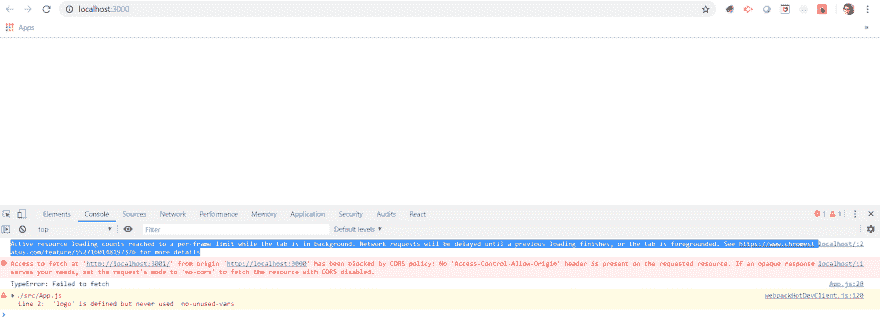 localhost:3000
Apps
»
Elements Console Sources Network Performance Memory Application Security Audits React 1 1
top Filter Default levels
Active resource loading counts reached to a per-frame limit while the tab is in background. Network requests will be delayed until a previous loading finishes, or the tab is foregrounded. See https://www.chromest localhost/:1
for more details
Access to fetch at 'http://localhost:3001/' from origin 'http://localhost:3000' has been blocked by CORS policy: No 'Access-Control-Allow-Origin' header is present on the requested resource. If an opaque response localhost/:1
serves your needs, set the request's mode to 'no-cors' to fetch the resource with CORS disabled.
TypeError: Failed to fetch App.js:20
./src/App.js webpackHotDevClient.js:120
Line 2: 'logo' is defined but never used no-unused-vars